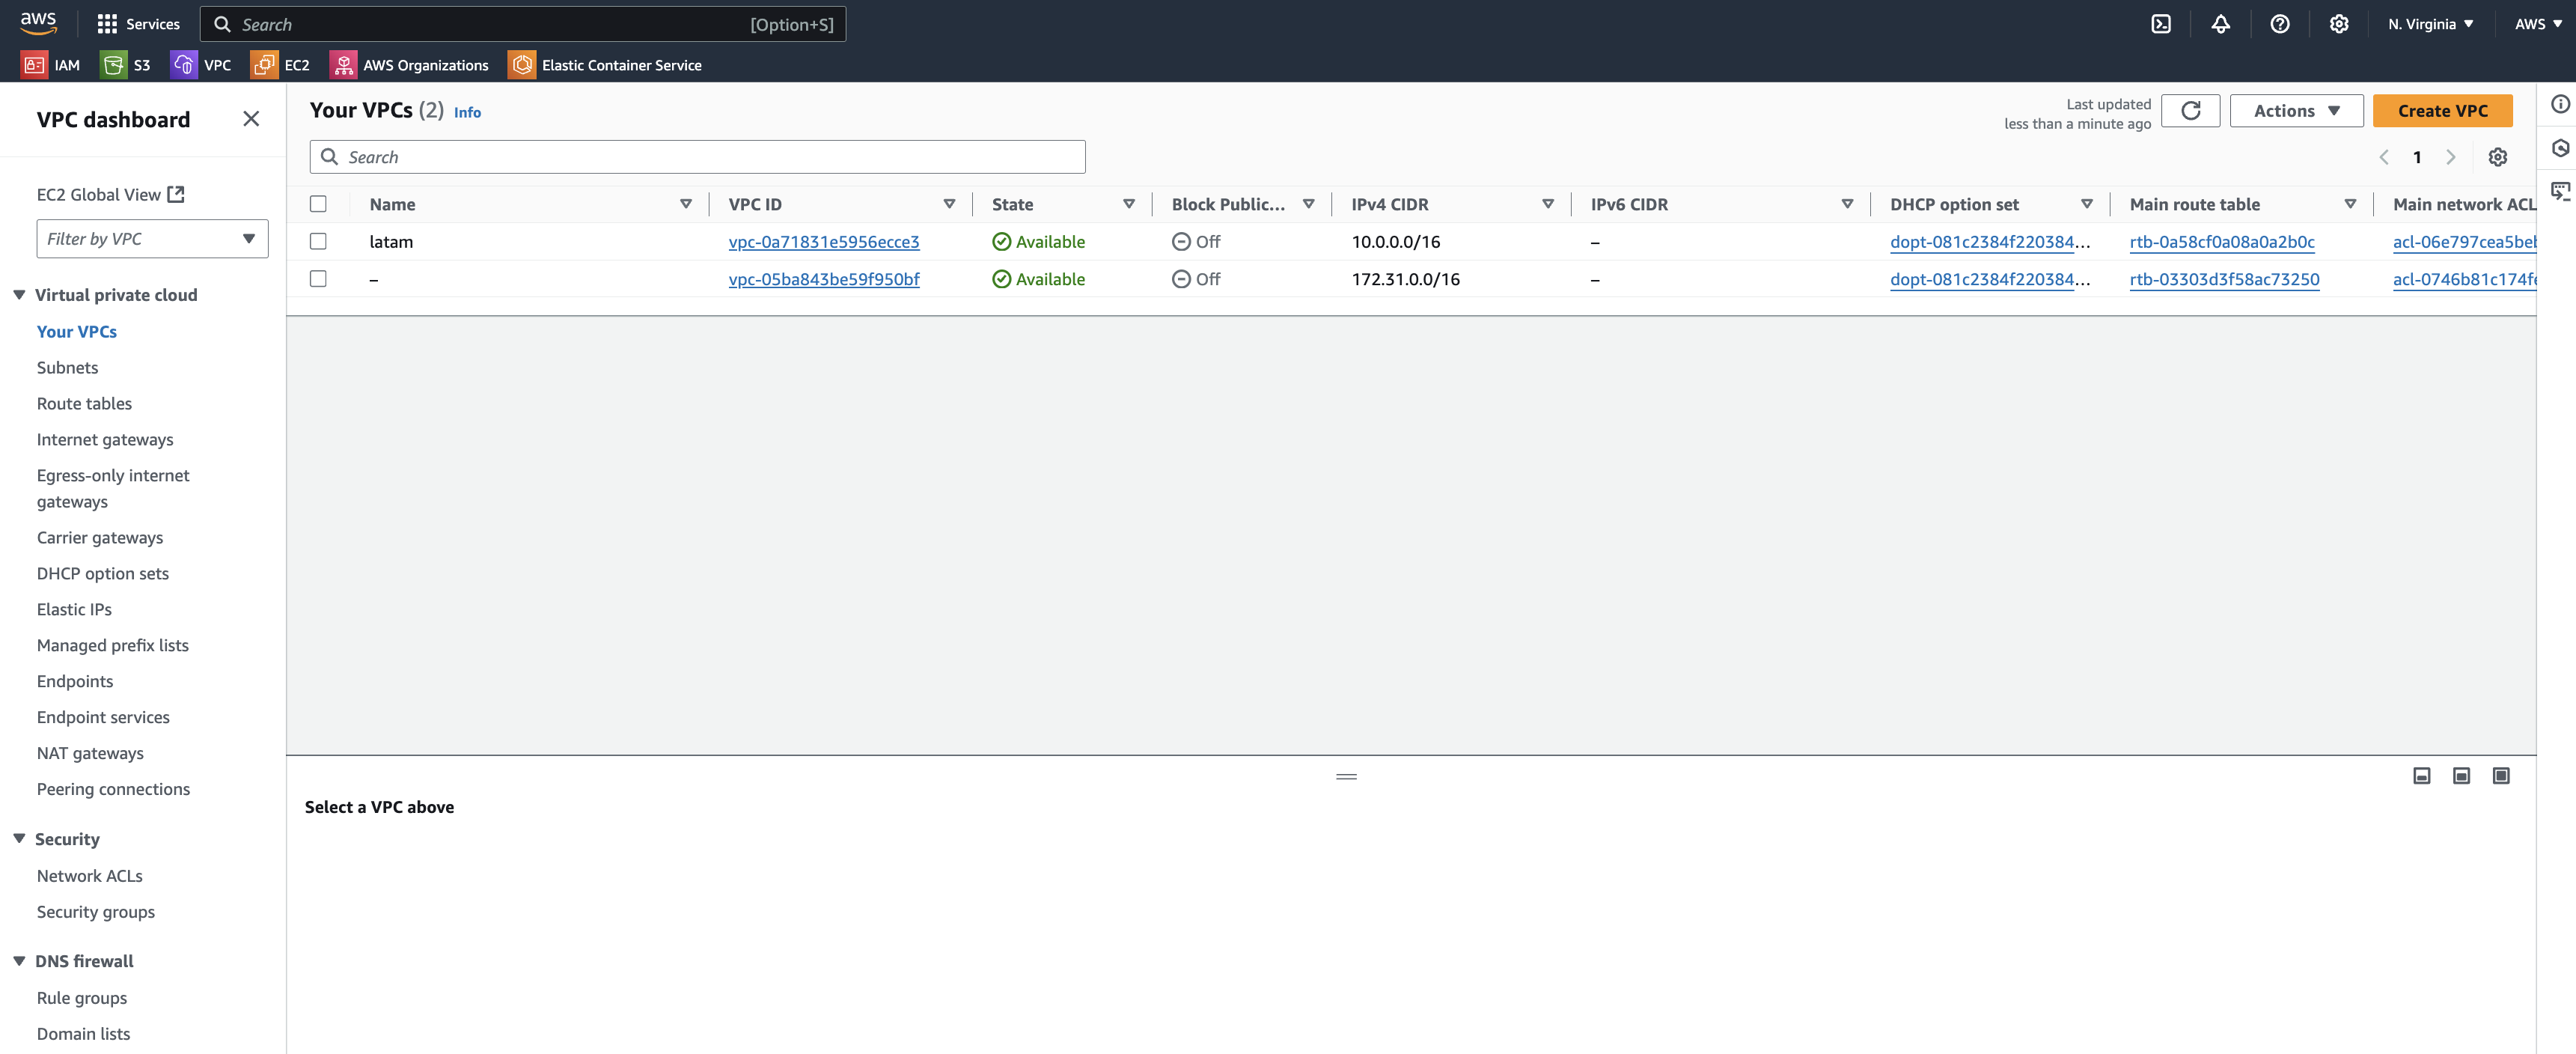 aws
Services
Search
[Option+S]
N. Virginia
AWS
IAM
S3
VPC
EC2
AWS Organizations
Elastic Container Service
VPC dashboard
EC2 Global View
Filter by VPC
Virtual private cloud
Your VPCs
Subnets
Route tables
Internet gateways
Egress-only internet
gateways
Carrier gateways
DHCP option sets
Elastic IPs
Managed prefix lists
Endpoints
Endpoint services
NAT gateways
Peering connections
Security
Network ACLs
Security groups
DNS firewall
Rule groups
Domain lists
Your VPCs (2) Info
Last updated
less than a minute ago
Actions
Create VPC
Search
1
Name VPC ID State Block Public... IPv4 CIDR IPv6 CIDR DHCP option set Main route table Main network ACL
latam vpc-0a71831e5956ecce3 Available Off 10.0.0.0/16 – dopt-081c2384f220384... rtb-0a58cf0a08a0a2b0c acl-06e797cea5beb
– vpc-05ba843be59f950bf Available Off 172.31.0.0/16 – dopt-081c2384f220384... rtb-03303d3f58ac73250 acl-0746b81c174fe
Select a VPC above